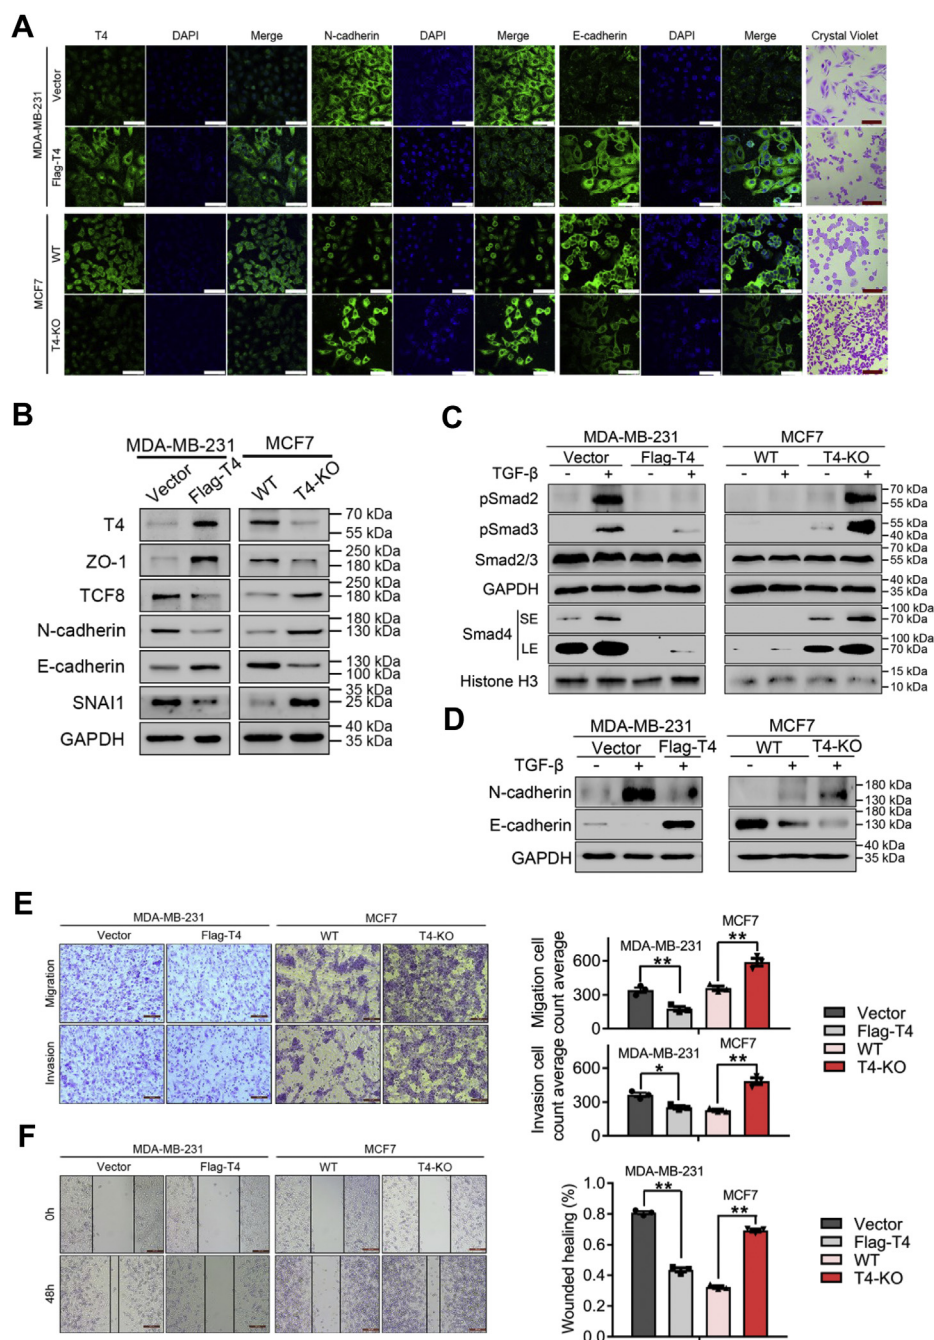 A
T4 DAPI Merge N-cadherin DAPI Merge E-cadherin DAPI Merge Crystal Violet
MDA-MB-231
Vector
Flag-T4
MCF7
WT
T4-KO
B
MDA-MB-231 MCF7
Vector Flag-T4 WT T4-KO
T4
70 kDa
55 kDa
ZO-1
250 kDa
180 kDa
TCF8
250 kDa
180 kDa
N-cadherin
180 kDa
130 kDa
E-cadherin
130 kDa
100 kDa
SNAI1
35 kDa
25 kDa
GAPDH
40 kDa
35 kDa
C
MDA-MB-231 MCF7
Vector Flag-T4 WT T4-KO
TGF-β - + - + - + - +
pSmad2
70 kDa
55 kDa
pSmad3
55 kDa
40 kDa
Smad2/3
70 kDa
55 kDa
GAPDH
40 kDa
35 kDa
Smad4
SE
100 kDa
70 kDa
LE
100 kDa
70 kDa
Histone H3
15 kDa
10 kDa
D
MDA-MB-231 MCF7
Vector Flag-T4 WT T4-KO
TGF-β - + + - + +
N-cadherin
180 kDa
130 kDa
E-cadherin
180 kDa
130 kDa
GAPDH
40 kDa
35 kDa
E
MDA-MB-231 MCF7
Vector Flag-T4 WT T4-KO
Migration
Invasion
Migation cell
count average
600
300
0
MDA-MB-231
**
MCF7
**
Invasion cell
count average
600
300
0
MDA-MB-231
*
MCF7
**
Vector
Flag-T4
WT
T4-KO
F
MDA-MB-231 MCF7
Vector Flag-T4 WT T4-KO
0h
48h
Wounded healing (%)
1.0
0.8
0.6
0.4
0.2
0.0
MDA-MB-231
**
MCF7
**
Vector
Flag-T4
WT
T4-KO